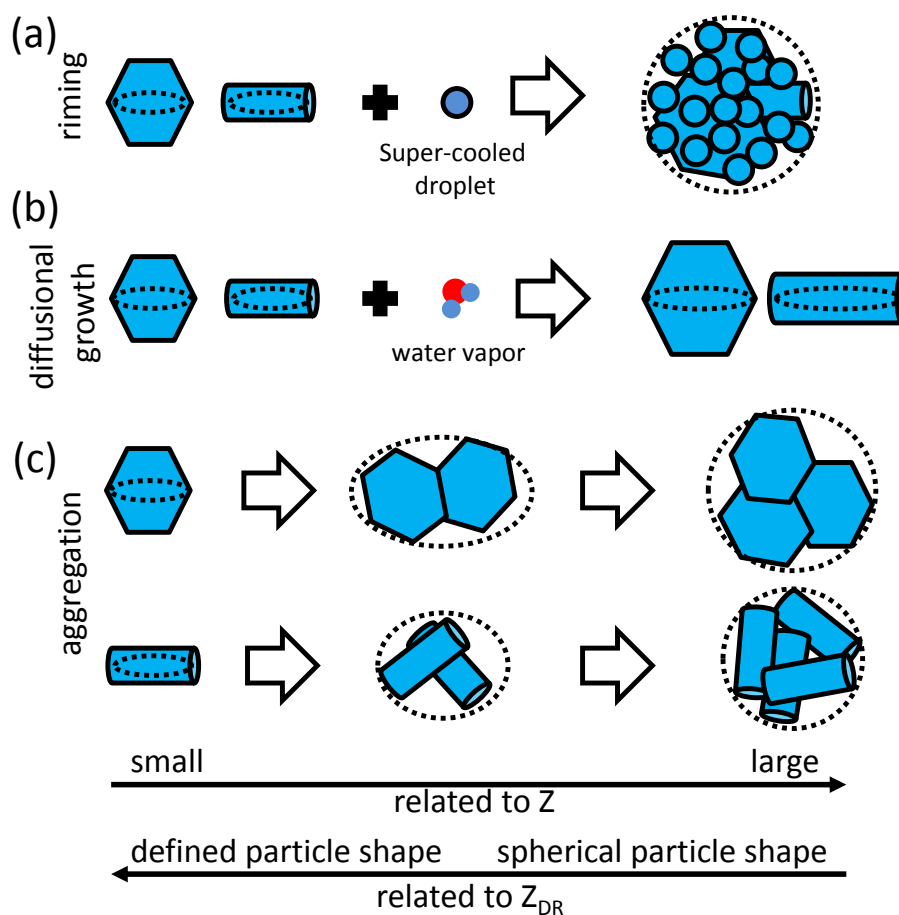 (a)
riming
Super-cooled
droplet
(b)
diffusional
growth
water vapor
(c)
aggregation
small
large
related to Z
defined particle shape
spherical particle shape
related to Z_DR